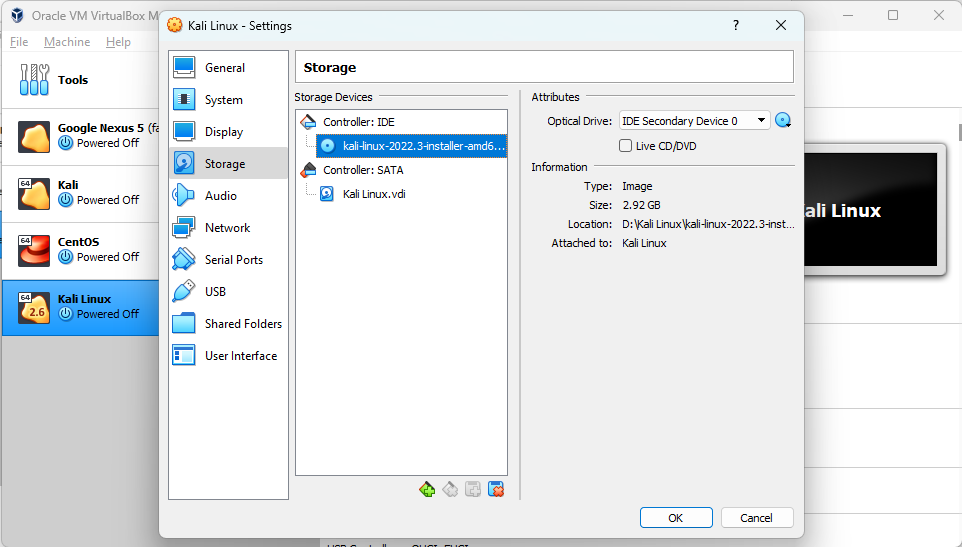 Oracle VM VirtualBox M
Kali Linux - Settings
?
File Machine Help
Tools
Google Nexus 5 (fa
Powered Off
64
Kali
Powered Off
64
CentOS
Powered Off
64
2.6
Kali Linux
Powered Off
General
System
Display
Storage
Audio
Network
Serial Ports
USB
Shared Folders
User Interface
Storage
Storage Devices
Controller: IDE
kali-linux-2022.3-installer-amd6...
Controller: SATA
Kali Linux.vdi
Attributes
Optical Drive: IDE Secondary Device 0
Live CD/DVD
Information
Type: Image
Size: 2.92 GB
Location: D:\Kali Linux\kali-linux-2022.3-inst...
Attached to: Kali Linux
OK Cancel
ali Linux